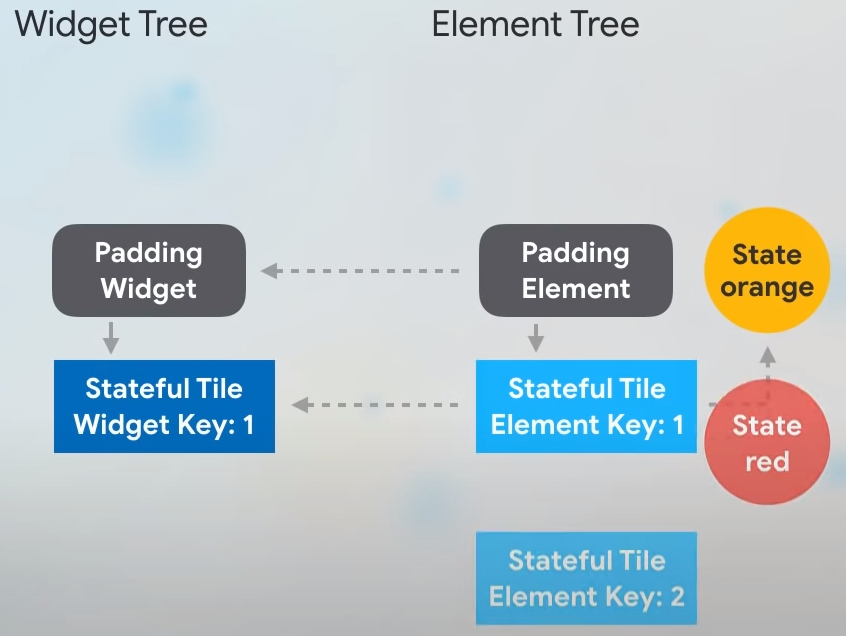 Widget Tree
Element Tree
Padding
Widget
Padding
Element
State
orange
Stateful Tile
Widget Key: 1
Stateful Tile
Element Key: 1
State
red
Stateful Tile
Element Key: 2